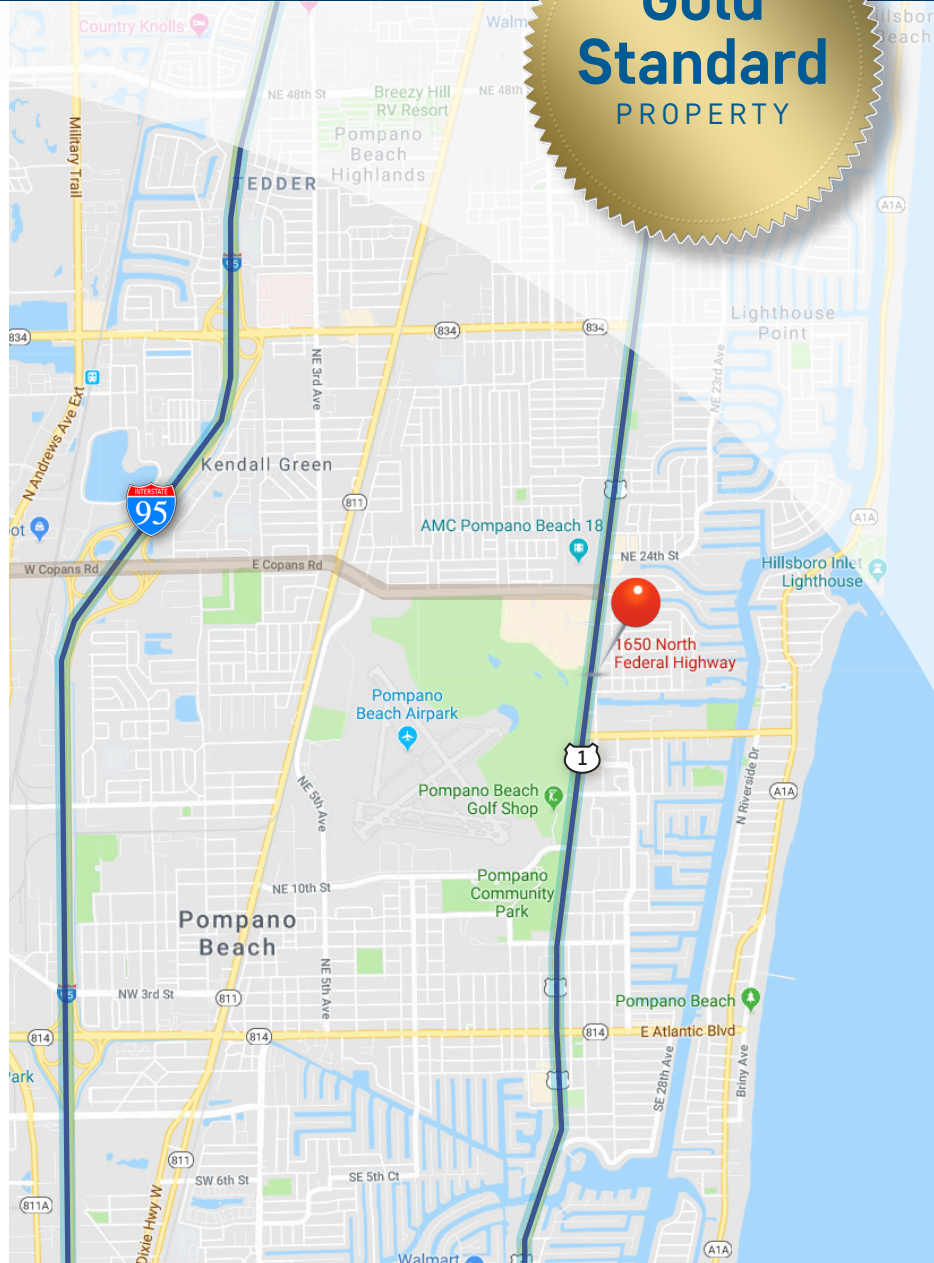 Gold
Standard
PROPERTY
Country Knolls
Walm
Hillsbor
Beach
NE 48th St
Breezy Hill
RV Resort
NE 48th S
Pompano
Beach
Highlands
Military Trail
TEDDER
A1A
95
834
834
834
Lighthouse
Point
NE 3rd Ave
NE 23rd Ave
N Andrews Ave Ext
Kendall Green
INTERSTATE
95
811
1
A1A
ot
AMC Pompano Beach 18
NE 24th St
W Copans Rd
E Copans Rd
Hillsboro Inlet
Lighthouse
1650 North
Federal Highway
Pompano
Beach Airpark
1
N Riverside Dr
A1A
NE 5th Ave
Pompano Beach
Golf Shop
NE 10th St
Pompano
Community
Park
Pompano
Beach
NE 5th Ave
95
NW 3rd St
811
1
Pompano Beach
814
814
814
E Atlantic Blvd
Park
SE 28th Ave
Briny Ave
1
811
SW 6th St
SE 5th Ct
811A
Dixie Hwy W
A1A
Walmart